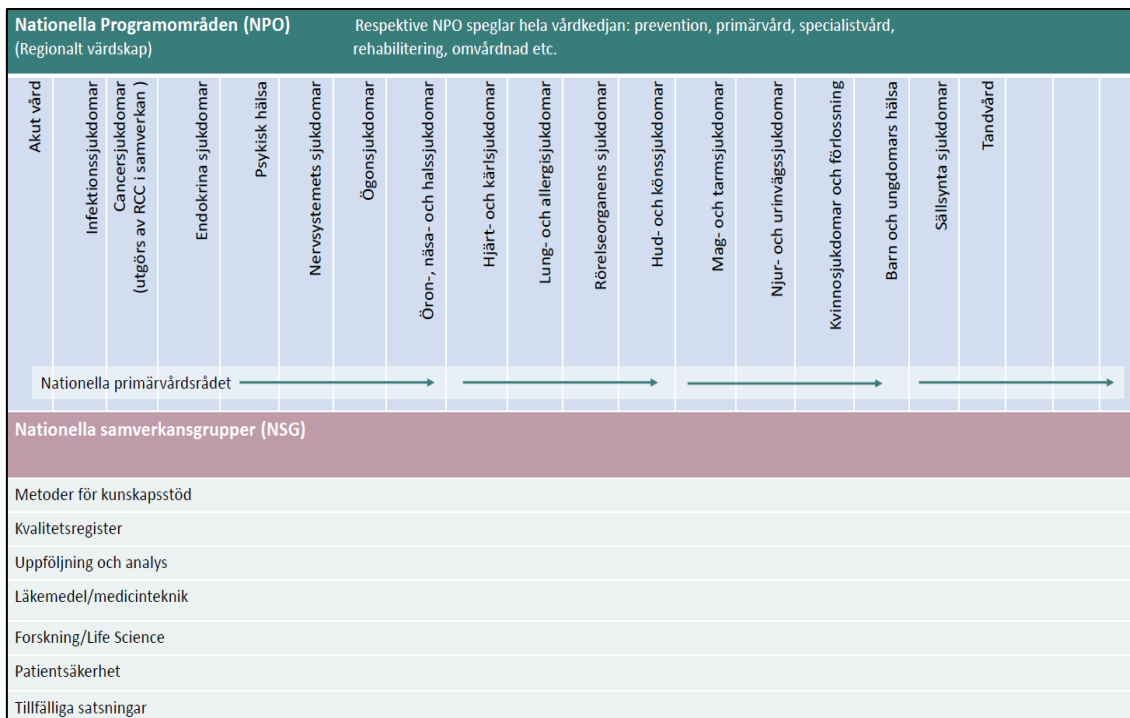 Nationella Programområden (NPO)
(Regionalt värdskap)
Respektive NPO speglar hela vårdkedjan: prevention, primärvård, specialistvård,
rehabilitering, omvårdnad etc.
Akut vård
Infektionssjukdomar
Cancersjukdomar
(utgörs av RCC i samverkan )
Endokrina sjukdomar
Psykisk hälsa
Nervsystemets sjukdomar
Ögonsjukdomar
Öron-, näsa- och halssjukdomar
Hjärt- och kärlsjukdomar
Lung- och allergisjukdomar
Rörelseorganens sjukdomar
Hud- och könssjukdomar
Mag- och tarmsjukdomar
Njur- och urinvägssjukdomar
Kvinnosjukdomar och förlossning
Barn och ungdomars hälsa
Sällsynta sjukdomar
Tandvård
Nationella primärvårdsrådet
Nationella samverkansgrupper (NSG)
Metoder för kunskapsstöd
Kvalitetsregister
Uppföljning och analys
Läkemedel/medicinteknik
Forskning/Life Science
Patientsäkerhet
Tillfälliga satsningar